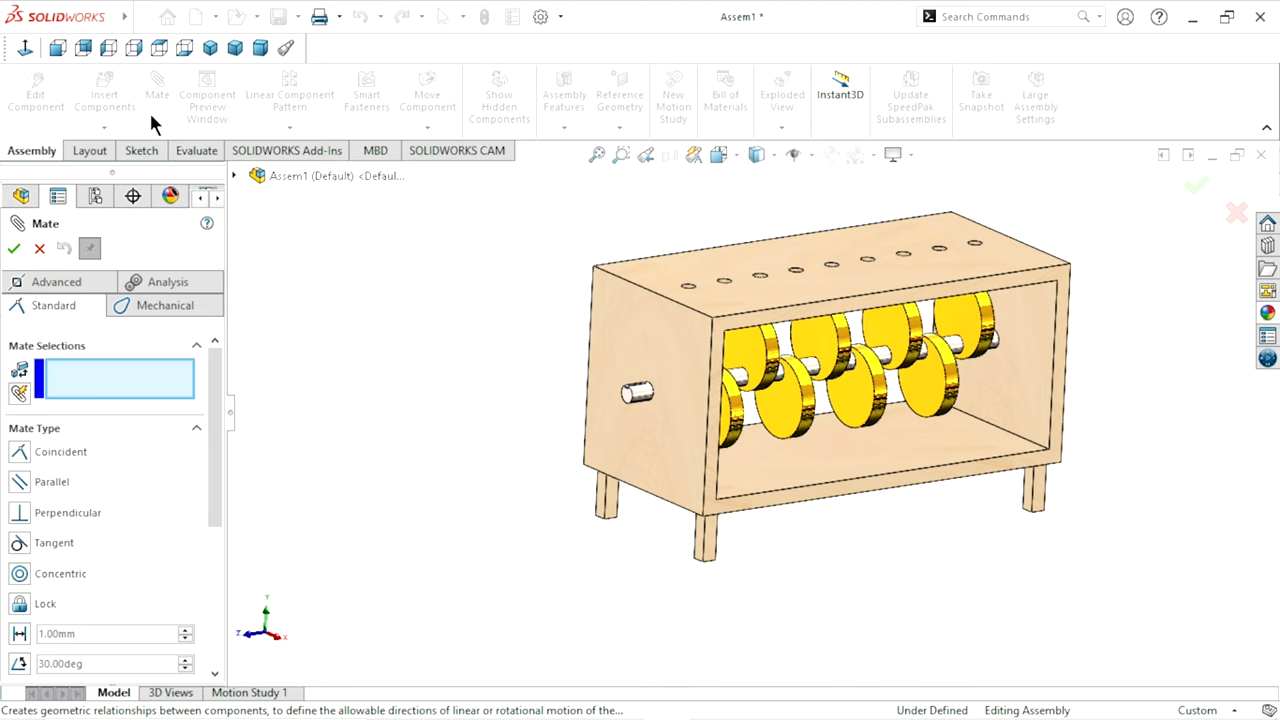 SOLIDWORKS
Assem1 *
Search Commands
Edit Component
Insert Components
Mate
Component Preview Window
Linear Component Pattern
Smart Fasteners
Move Component
Show Hidden Components
Assembly Features
Reference Geometry
New Motion Study
Bill of Materials
Exploded View
Instant3D
Update SpeedPak Subassemblies
Take Snapshot
Large Assembly Settings
Assembly
Layout
Sketch
Evaluate
SOLIDWORKS Add-Ins
MBD
SOLIDWORKS CAM
Assem1 (Default) <Defaul...
Mate
Advanced
Analysis
Standard
Mechanical
Mate Selections
Mate Type
Coincident
Parallel
Perpendicular
Tangent
Concentric
Lock
1.00mm
30.00deg
Y
Z
X
Model
3D Views
Motion Study 1
Creates geometric relationships between components, to define the allowable directions of linear or rotational motion of the...
Under Defined
Editing Assembly
Custom